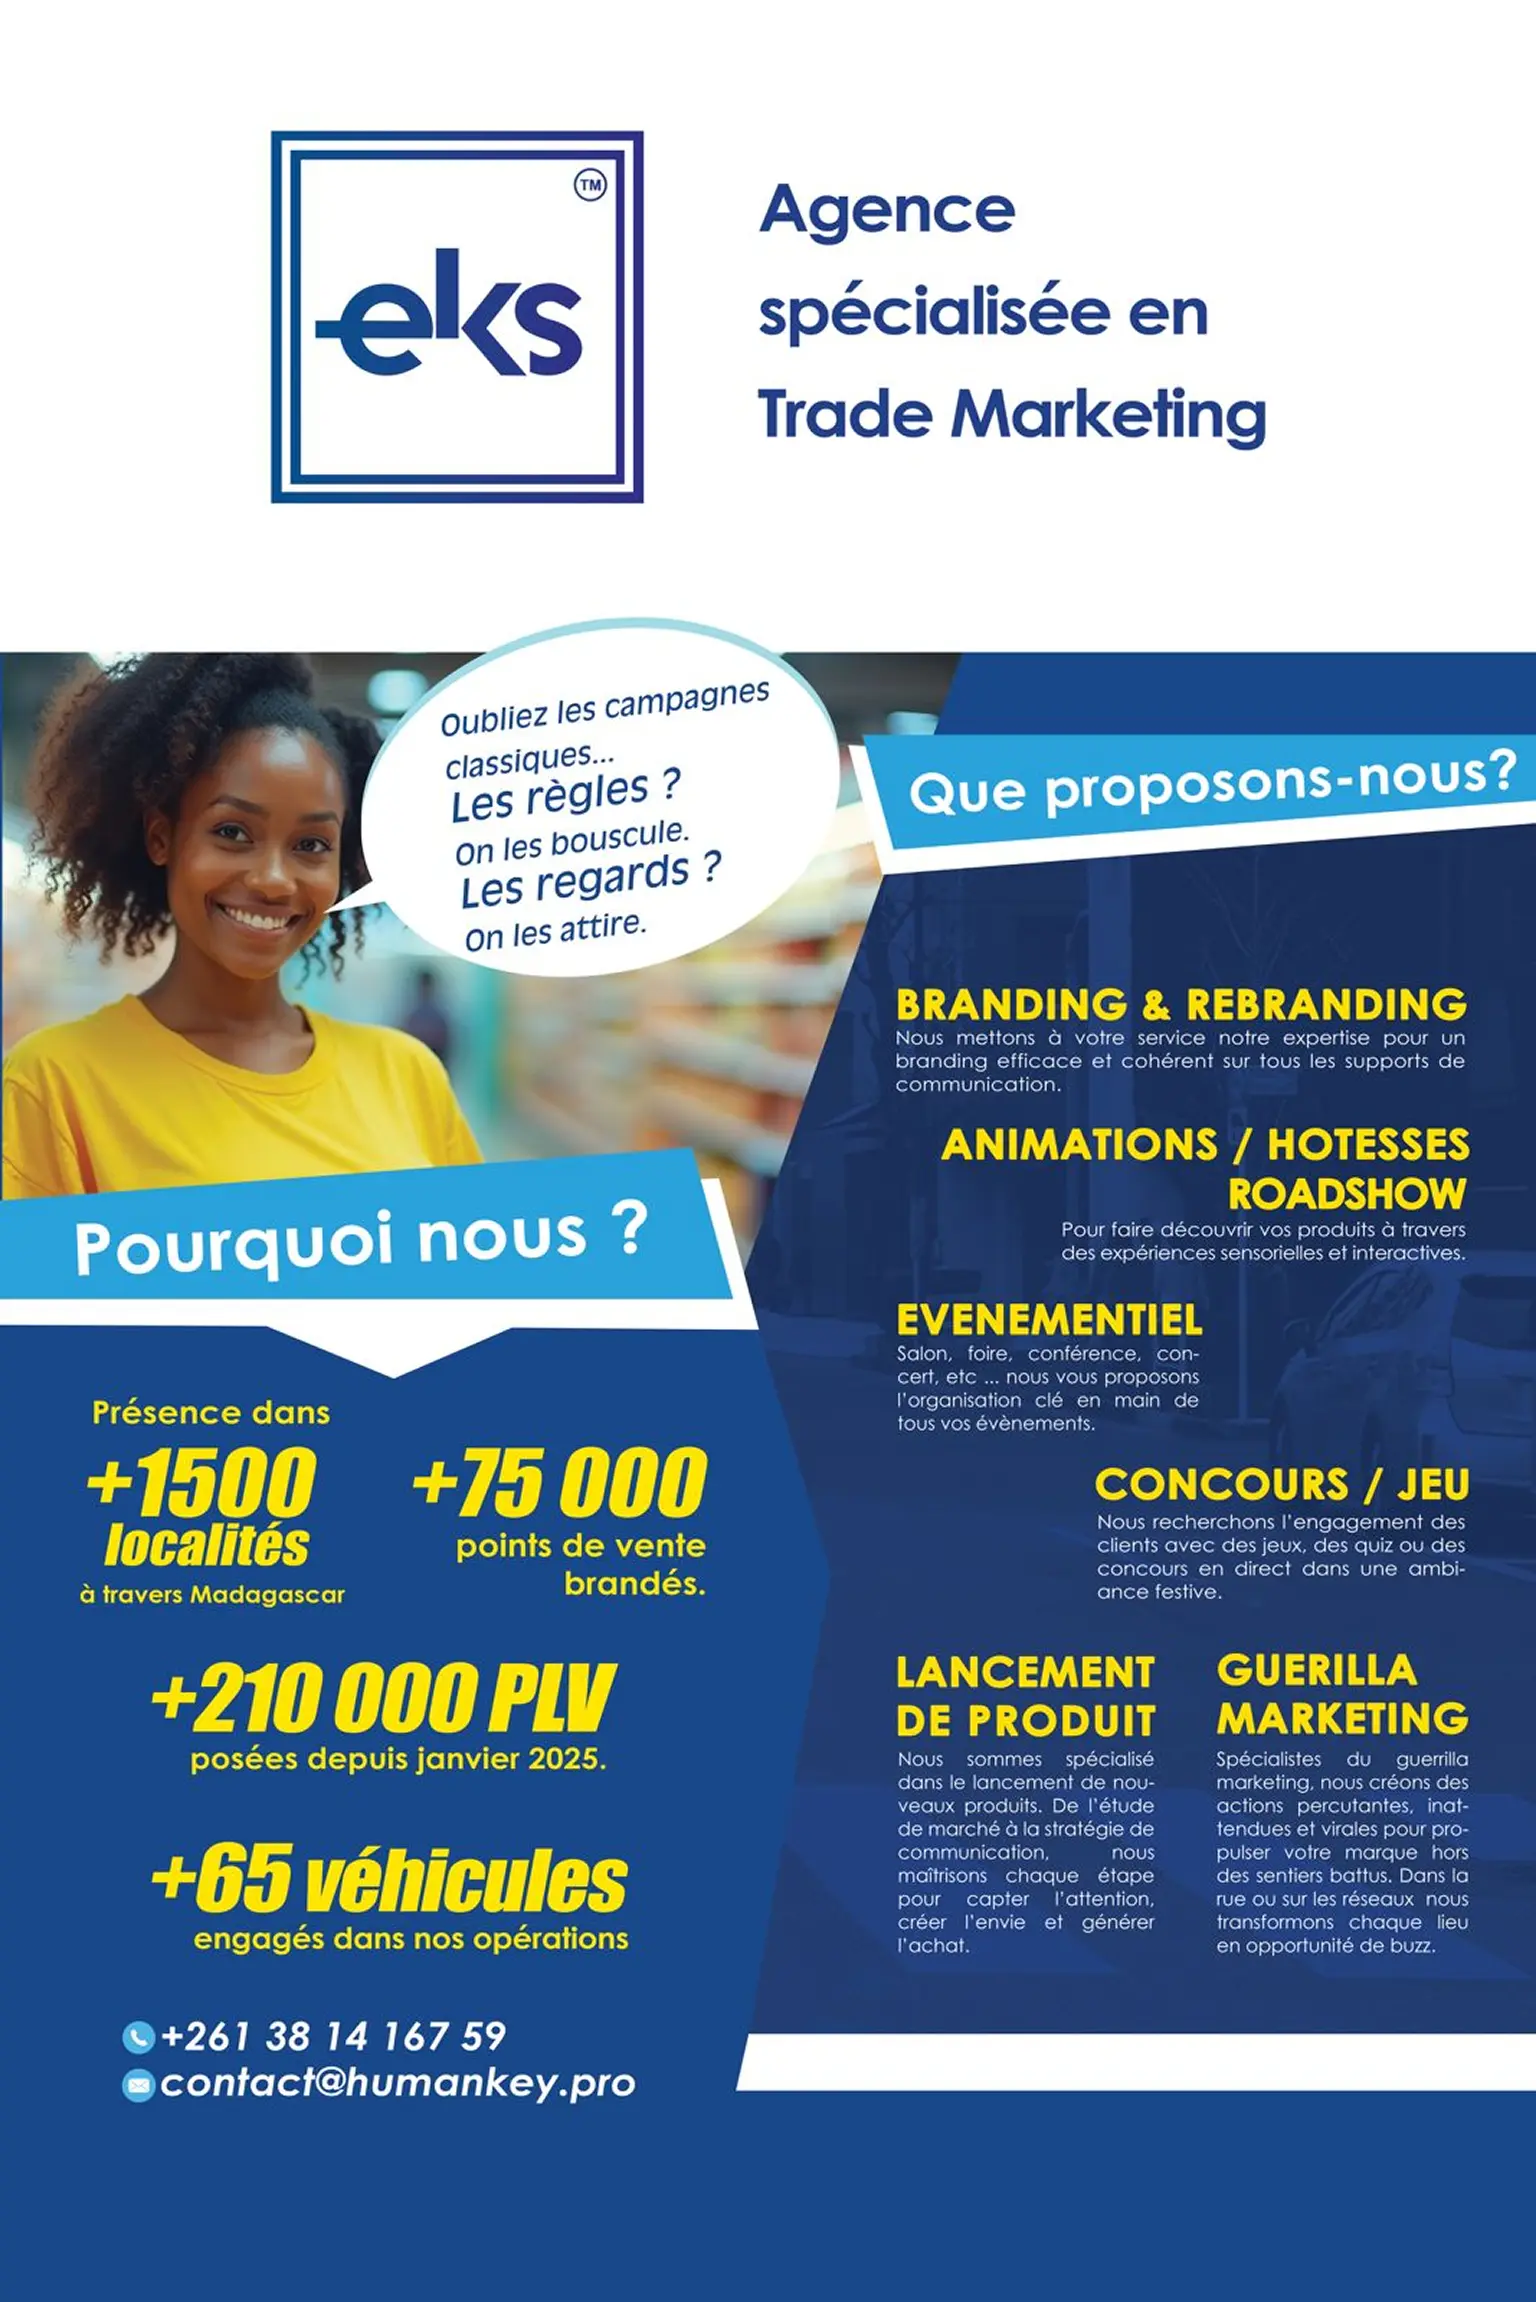 TM
eks
Agence
spécialisée en
Trade Marketing
Oubliez les campagnes
classiques...
Les règles ?
On les bouscule.
Les regards ?
On les attire.
Que proposons-nous?
BRANDING & REBRANDING
Nous mettons à votre service notre expertise pour un
branding efficace et cohérent sur tous les supports de
communication.
ANIMATIONS / HOTESSES
ROADSHOW
Pour faire découvrir vos produits à travers
des expériences sensorielles et interactives.
EVENEMENTIEL
Salon, foire, conférence, con-
cert, etc ... nous vous proposons
l'organisation clé en main de
tous vos évènements.
CONCOURS / JEU
Nous recherchons l'engagement des
clients avec des jeux, des quiz ou des
concours en direct dans une ambi-
ance festive.
LANCEMENT
DE PRODUIT
Nous sommes spécialisé
dans le lancement de nou-
veaux produits. De l'étude
de marché à la stratégie de
communication, nous
maîtrisons chaque étape
pour capter l'attention,
créer l'envie et générer
l'achat.
GUERILLA
MARKETING
Spécialistes du guerrilla
marketing, nous créons des
actions percutantes, inat-
tendues et virales pour pro-
pulser votre marque hors
des sentiers battus. Dans la
rue ou sur les réseaux nous
transformons chaque lieu
en opportunité de buzz.
Pourquoi nous ?
Présence dans
+1500
localités
à travers Madagascar
+75 000
points de vente
brandés.
+210 000 PLV
posées depuis janvier 2025.
+65 véhicules
engagés dans nos opérations
+261 38 14 167 59
contact@humankey.pro